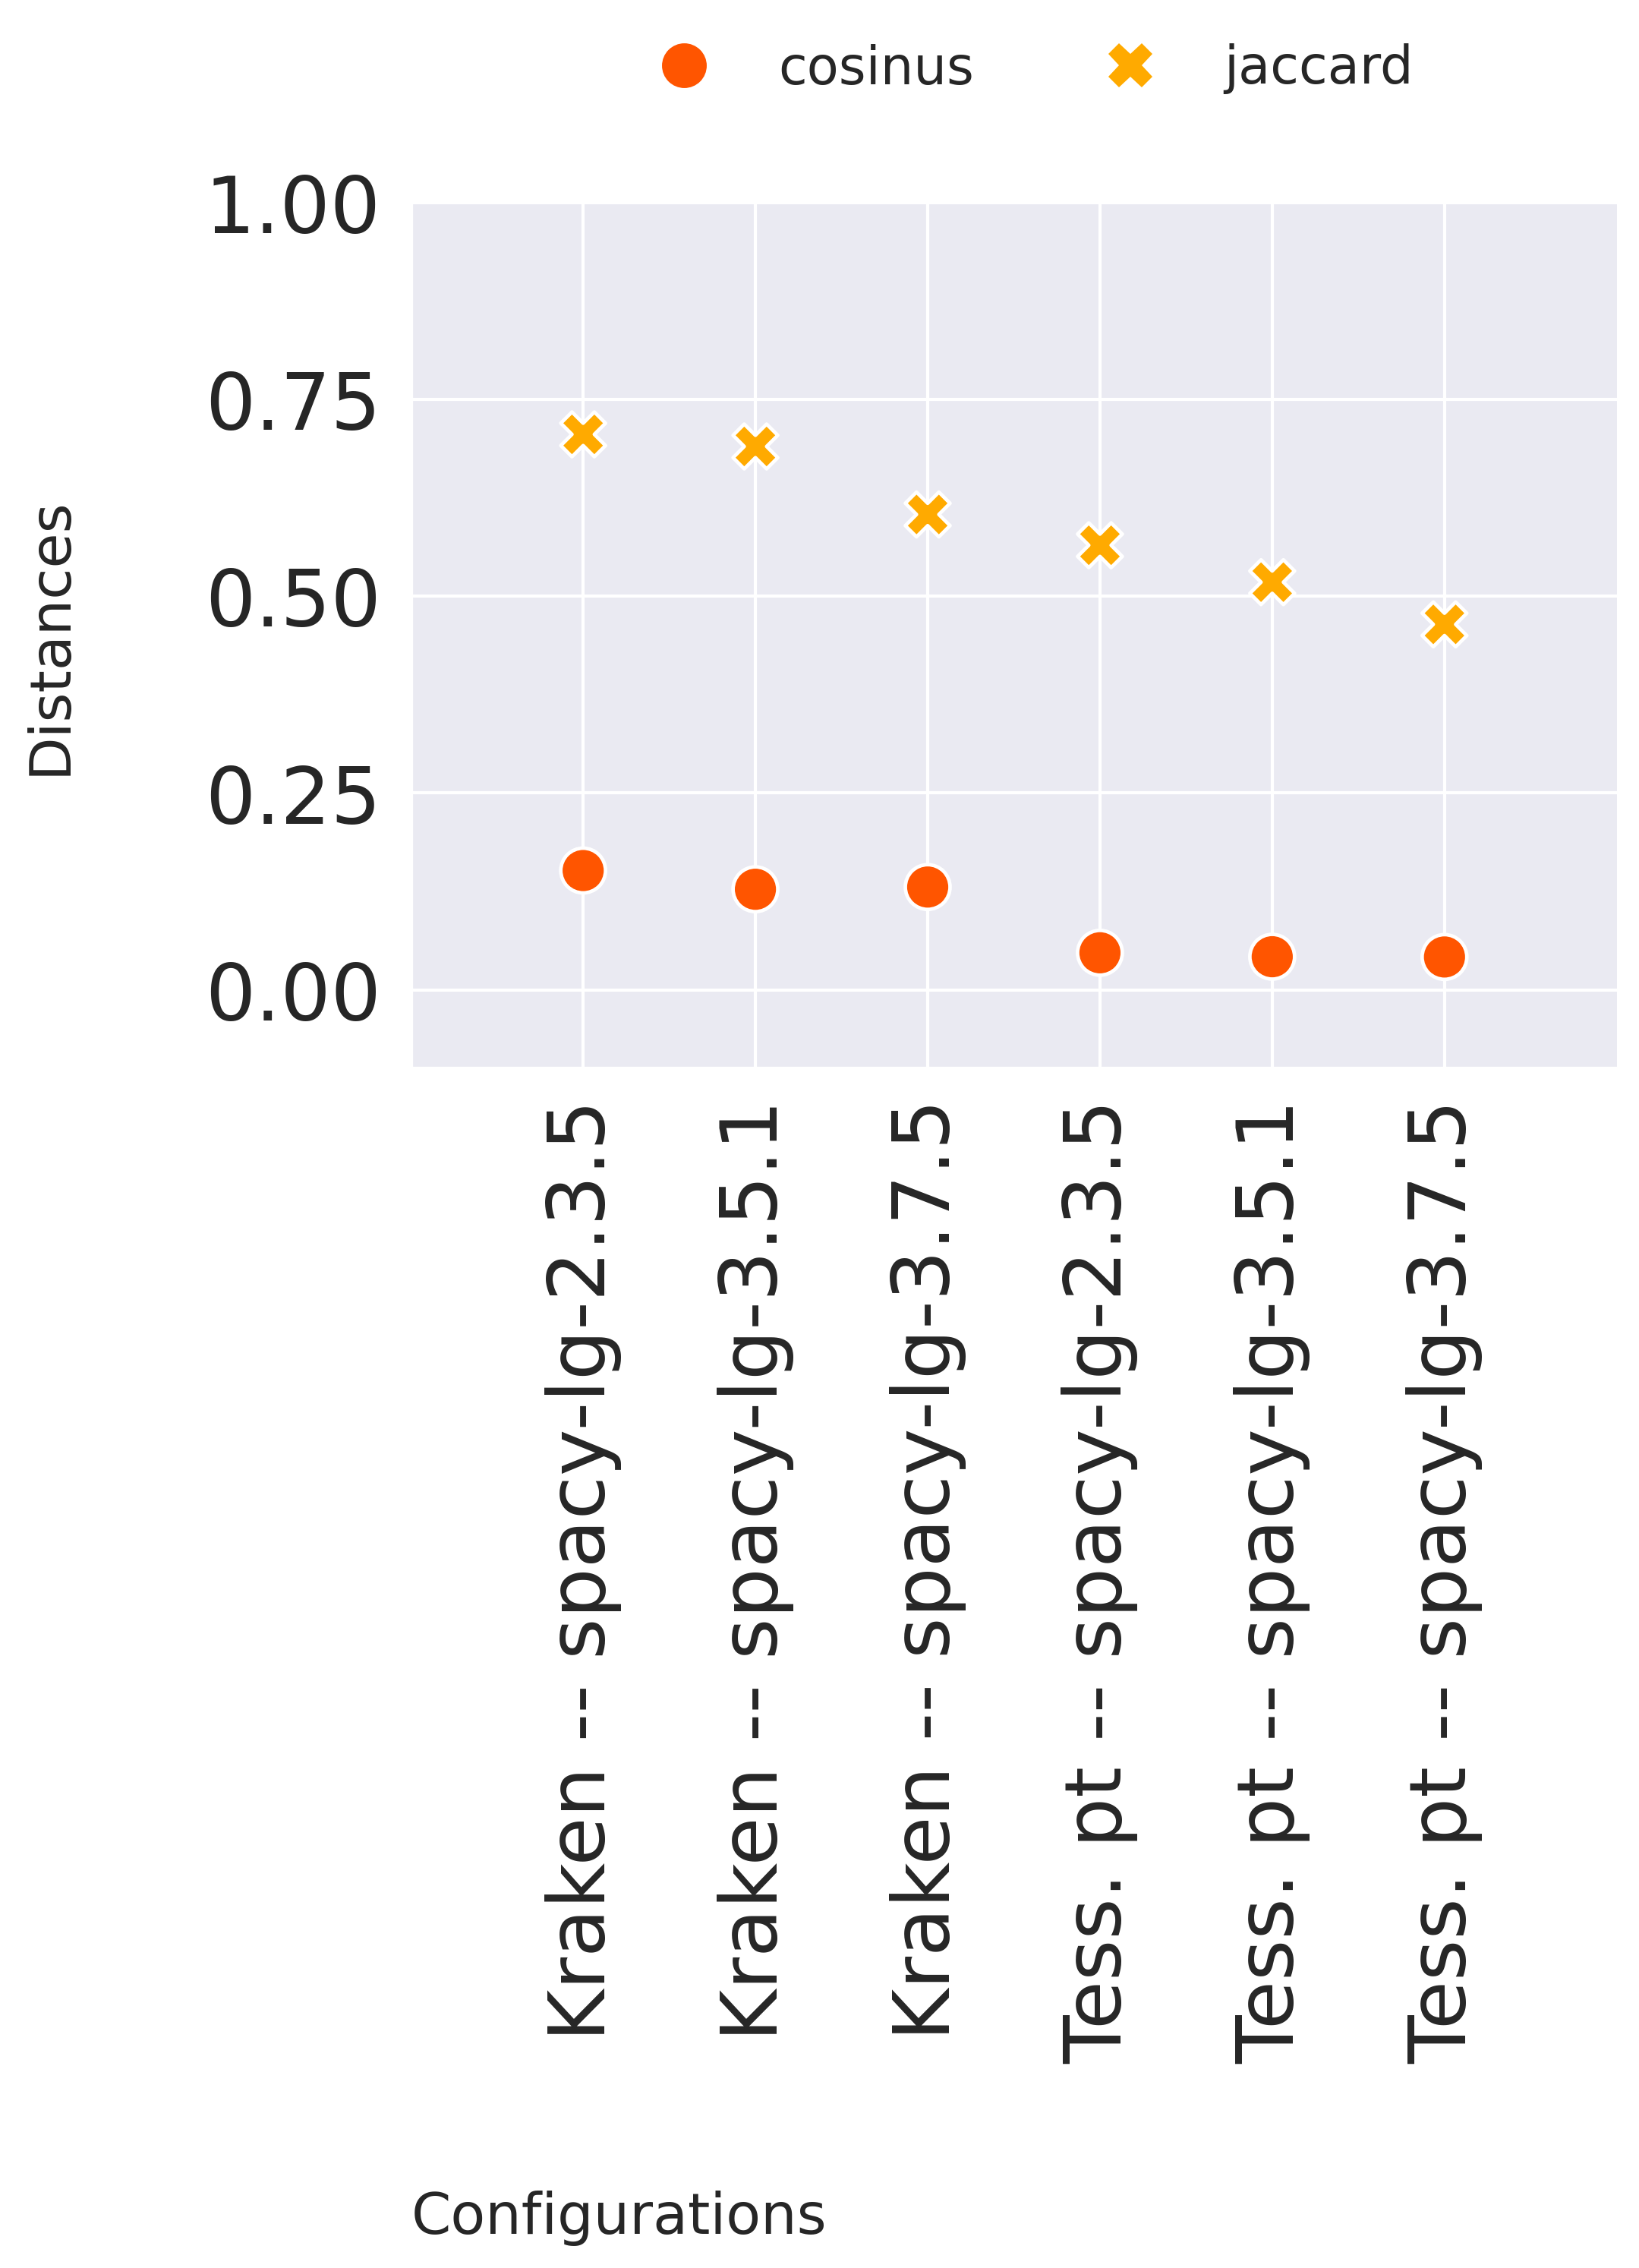 cosinus jaccard
1.00
0.75
0.50
0.25
0.00
Distances
Kraken -- spacy-lg-2.3.5
Kraken -- spacy-lg-3.5.1
Kraken -- spacy-lg-3.7.5
Tess. pt -- spacy-lg-2.3.5
Tess. pt -- spacy-lg-3.5.1
Tess. pt -- spacy-lg-3.7.5
Configurations